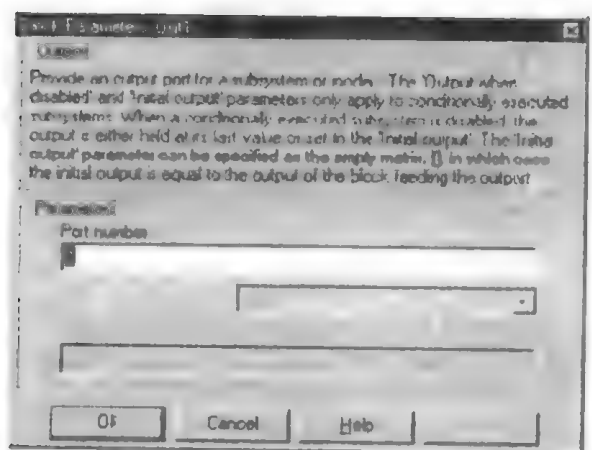 Block Parameters: Out1
Outport
Provide an output port for a subsystem or model. The 'Output when
disabled' and 'Initial output' parameters only apply to conditionally executed
subsystems. When a conditionally executed subsystem is disabled, the
output is either held at its last value or set to the 'Initial output'. The 'Initial
output' parameter can be specified as the empty matrix, [], in which case
the initial output is equal to the output of the block feeding the outport.
Parameters
Port number:
OK
Cancel
Help